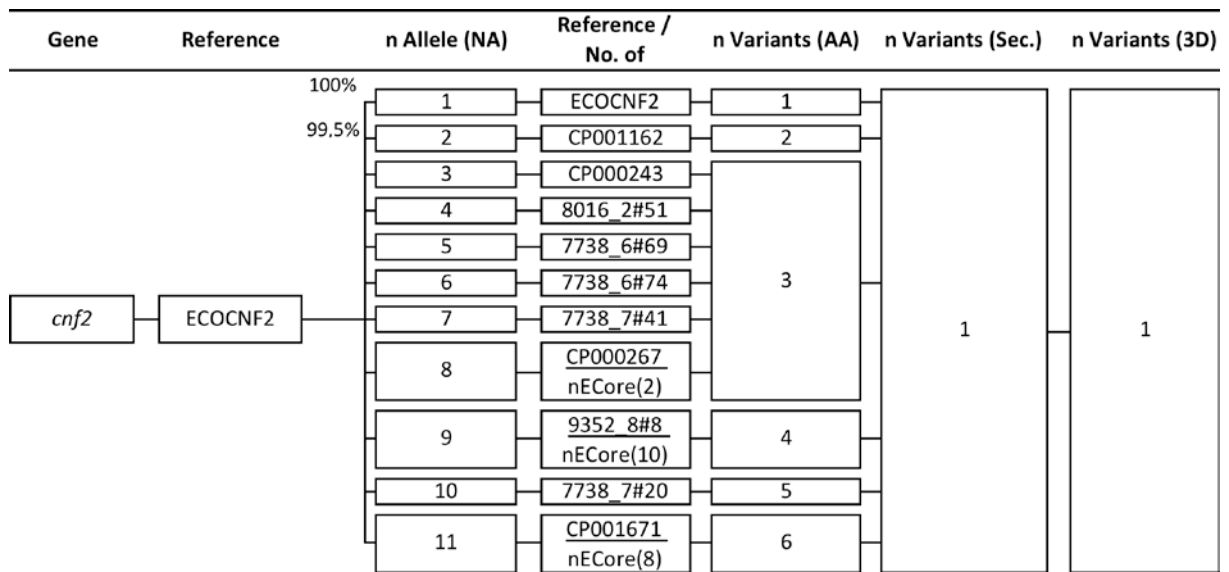 Gene Reference n Allele (NA) Reference / No. of n Variants (AA) n Variants (Sec.) n Variants (3D)
100% 1 ECOCNF2 1
99.5% 2 CP001162 2
3 CP000243
4 8016_2#51
5 7738_6#69
6 7738_6#74 3
cnf2 ECOCNF2 7 7738_7#41
1 1
8 CP000267
nECore(2)
9 9352_8#8 4
nECore(10)
10 7738_7#20 5
11 CP001671 6
nECore(8)